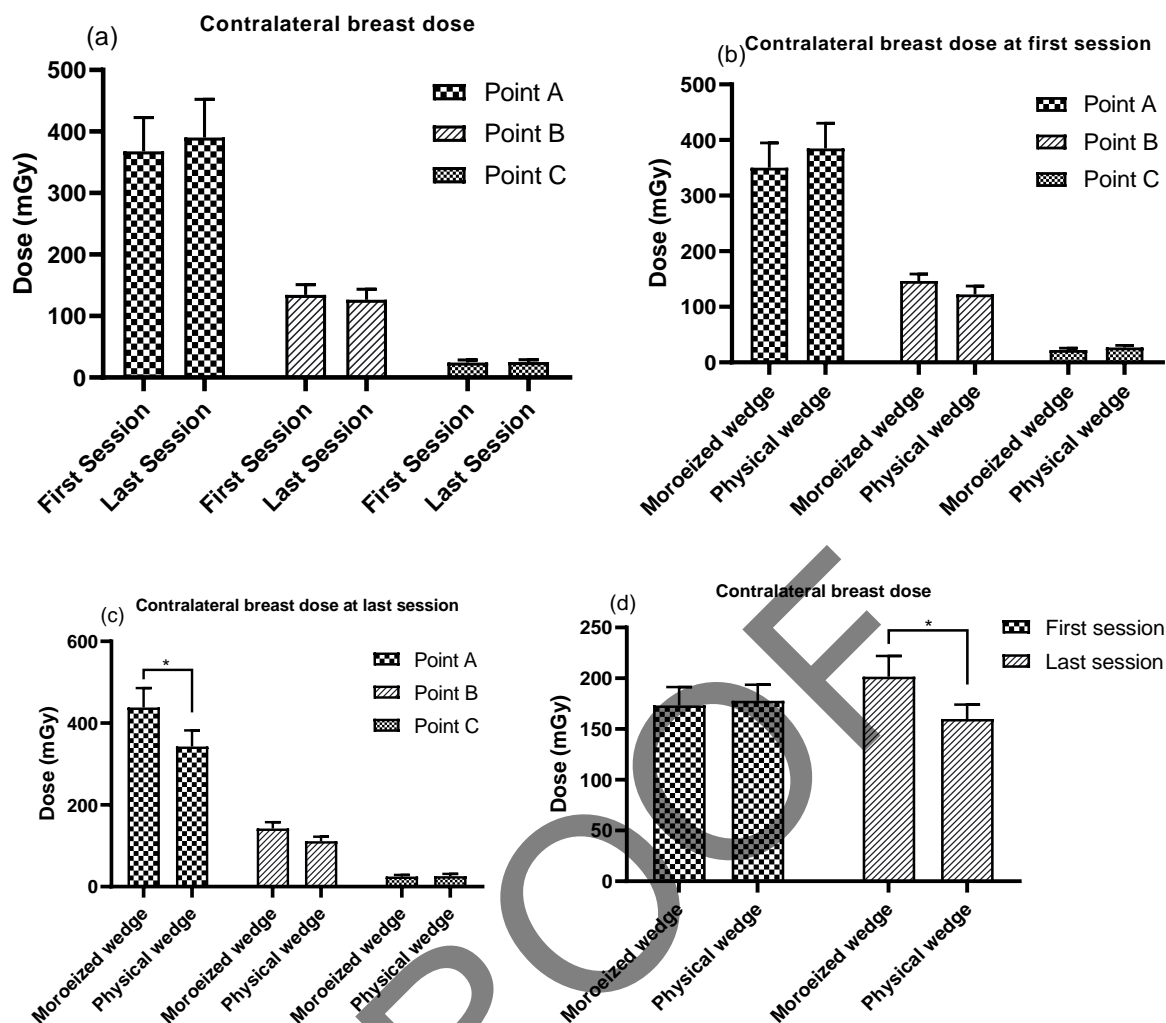 (a)
Contralateral breast dose
500
400
300
200
100
0
Dose (mGy)
Point A
Point B
Point C
First Session
Last Session
First Session
Last Session
First Session
Last Session
(b)
Contralateral breast dose at first session
500
400
300
200
100
0
Dose (mGy)
Point A
Point B
Point C
Moroeized wedge
Physical wedge
Moroeized wedge
Physical wedge
Moroeized wedge
Physical wedge
(c)
Contralateral breast dose at last session
600
400
200
0
Dose (mGy)
*
Point A
Point B
Point C
Moroeized wedge
Physical wedge
Moroeized wedge
Physical wedge
Moroeized wedge
Physical wedge
(d)
Contralateral breast dose
250
200
150
100
50
0
Dose (mGy)
*
First session
Last session
Moroeized wedge
Physical wedge
Moroeized wedge
Physical wedge
POOF